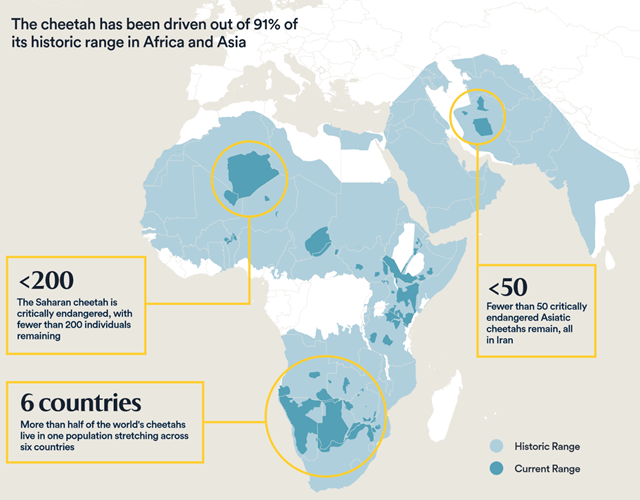 The cheetah has been driven out of 91% of
its historic range in Africa and Asia
<200
The Saharan cheetah is
critically endangered, with
fewer than 200 individuals
remaining
<50
Fewer than 50 critically
endangered Asiatic
cheetahs remain, all
in Iran
6 countries
More than half of the world's cheetahs
live in one population stretching across
six countries
Historic Range
Current Range